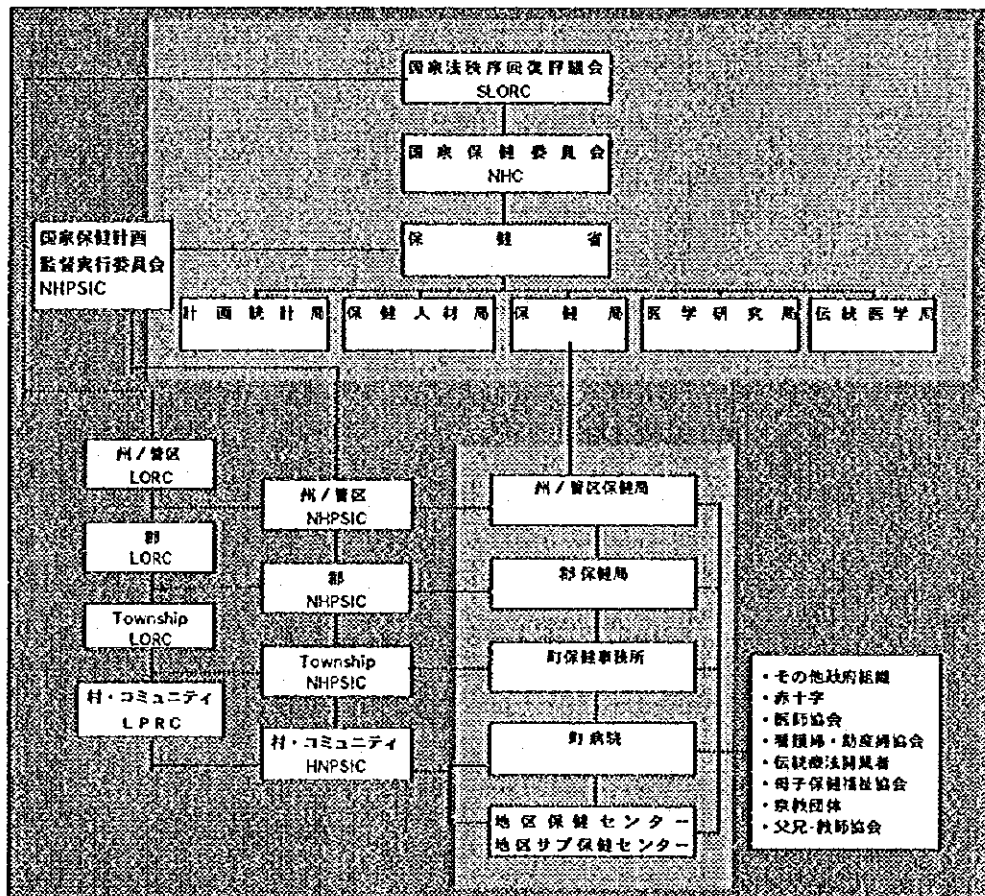 国家法秩序回復評議会
SLORC
国家保健委員会
NHC
保健省
国家保健計画
監督実行委員会
NHPSIC
計画統計局
保健人材局
保健局
医学研究局
伝統医学局
州/管区
LORC
郡
LORC
Township
LORC
村・コミュニティ
LPRC
州/管区
NHPSIC
郡
NHPSIC
Township
NHPSIC
村・コミュニティ
HNPSIC
州/管区保健局
郡保健局
町保健事務所
町病院
地区保健センター
地区サブ保健センター
・その他政府組織
・赤十字
・医師協会
・看護婦・助産婦協会
・伝統療法開業者
・母子保健福祉協会
・宗教団体
・父兄・教師協会